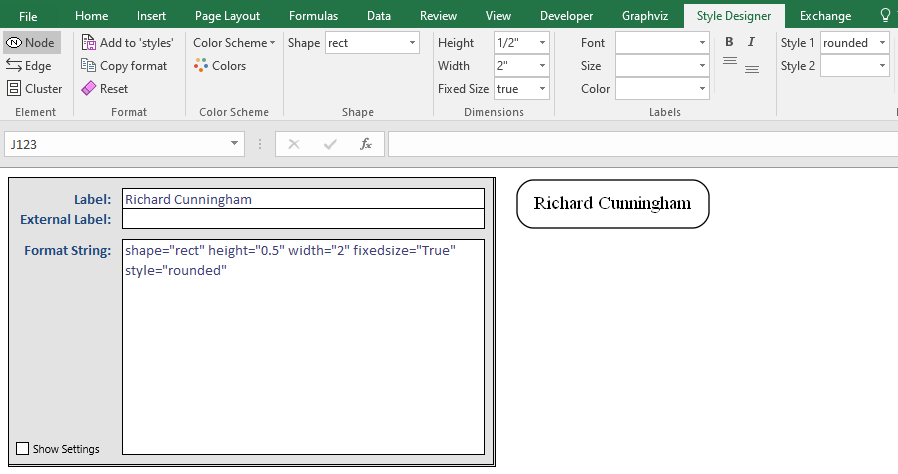 File Home Insert Page Layout Formulas Data Review View Developer Graphviz Style Designer Exchange
Node Add to 'styles' Color Scheme Shape rect Height 1/2" Font B I Style 1 rounded
Edge Copy format Colors Width 2" Size Style 2
Cluster Reset Fixed Size true Color
Element Format Color Scheme Shape Dimensions Labels
J123 fx
Label: Richard Cunningham
External Label:
Format String: shape="rect" height="0.5" width="2" fixedsize="True"
style="rounded"
Show Settings
Richard Cunningham